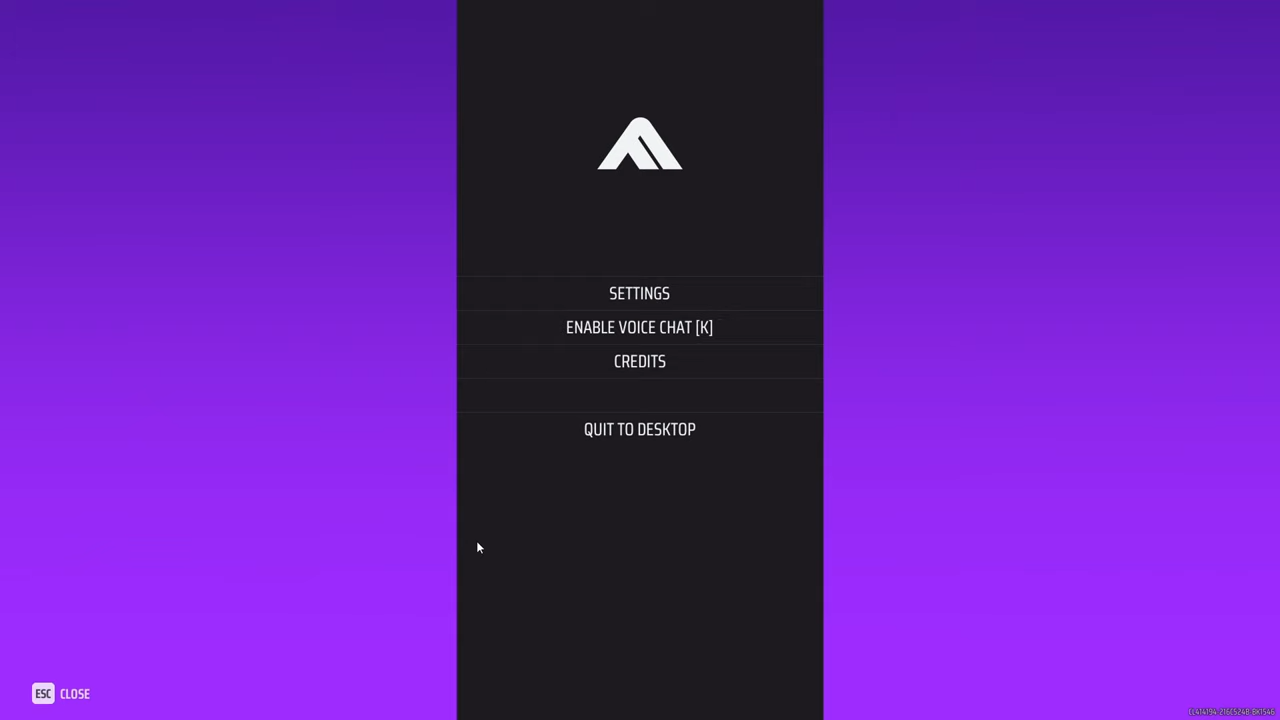 SETTINGS
ENABLE VOICE CHAT [K]
CREDITS
QUIT TO DESKTOP
ESC CLOSE